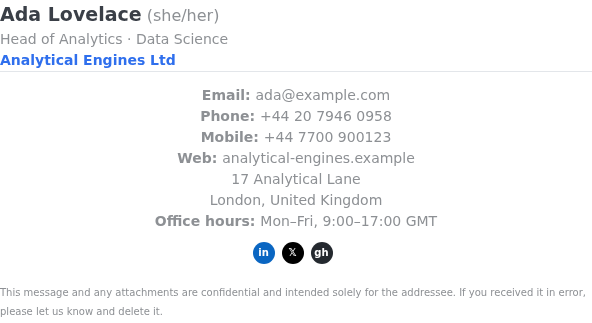 Ada Lovelace (she/her)
Head of Analytics · Data Science
Analytical Engines Ltd
Email: ada@example.com
Phone: +44 20 7946 0958
Mobile: +44 7700 900123
Web: analytical-engines.example
17 Analytical Lane
London, United Kingdom
Office hours: Mon–Fri, 9:00–17:00 GMT
in 𝕏 gh
This message and any attachments are confidential and intended solely for the addressee. If you received it in error,
please let us know and delete it.